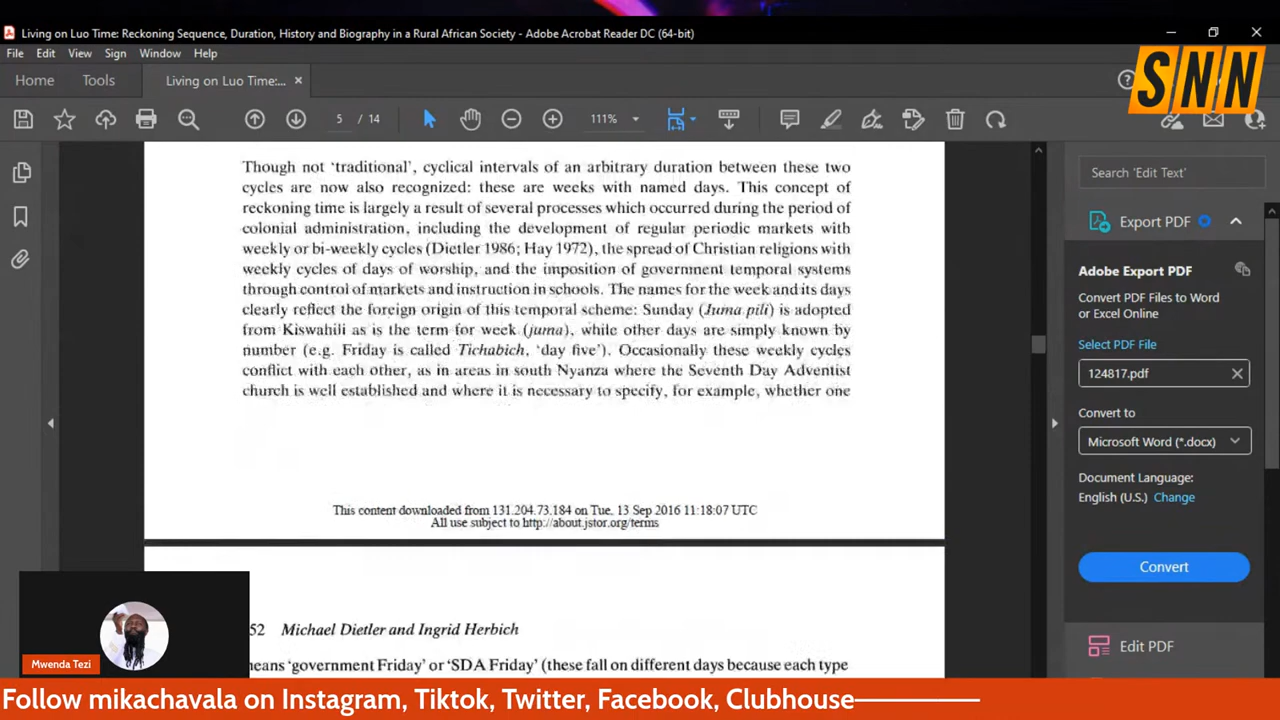 Living on Luo Time: Reckoning Sequence, Duration, History and Biography in a Rural African Society - Adobe Acrobat Reader DC (64-bit)
File Edit View Sign Window Help
Home Tools Living on Luo Time:...
SNN
5 / 14 111%
Though not 'traditional', cyclical intervals of an arbitrary duration between these two
cycles are now also recognized: these are weeks with named days. This concept of
reckoning time is largely a result of several processes which occurred during the period of
colonial administration, including the development of regular periodic markets with
weekly or bi-weekly cycles (Dietler 1986; Hay 1972), the spread of Christian religions with
weekly cycles of days of worship, and the imposition of government temporal systems
through control of markets and instruction in schools. The names for the week and its days
clearly reflect the foreign origin of this temporal scheme: Sunday (Juma pili) is adopted
from Kiswahili as is the term for week (juma), while other days are simply known by
number (e.g. Friday is called Tichabich, 'day five'). Occasionally these weekly cycles
conflict with each other, as in areas in south Nyanza where the Seventh Day Adventist
church is well established and where it is necessary to specify, for example, whether one
This content downloaded from 131.204.73.184 on Tue, 13 Sep 2016 11:18:07 UTC
All use subject to http://about.jstor.org/terms
52 Michael Dietler and Ingrid Herbich
means 'government Friday' or 'SDA Friday' (these fall on different days because each type
Search 'Edit Text'
Export PDF
Adobe Export PDF
Convert PDF Files to Word
or Excel Online
Select PDF File
124817.pdf
Convert to
Microsoft Word (*.docx)
Document Language:
English (U.S.) Change
Convert
Edit PDF
Mwenda Tezi
Follow mikachavala on Instagram, Tiktok, Twitter, Facebook, Clubhouse